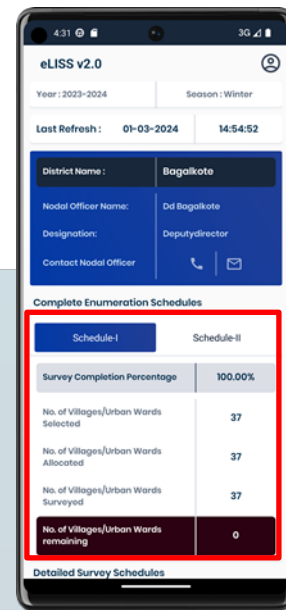 4:31 3G
eLISS v2.0
Year : 2023-2024 Season : Winter
Last Refresh : 01-03-2024 14:54:52
District Name : Bagalkote
Nodal Officer Name: Dd Bagalkote
Designation: Deputydirector
Contact Nodal Officer
Complete Enumeration Schedules
Schedule-I Schedule-II
Survey Completion Percentage 100.00%
No. of Villages/Urban Wards
Selected 37
No. of Villages/Urban Wards
Allocated 37
No. of Villages/Urban Wards
Surveyed 37
No. of Villages/Urban Wards
remaining 0
Detailed Survey Schedules